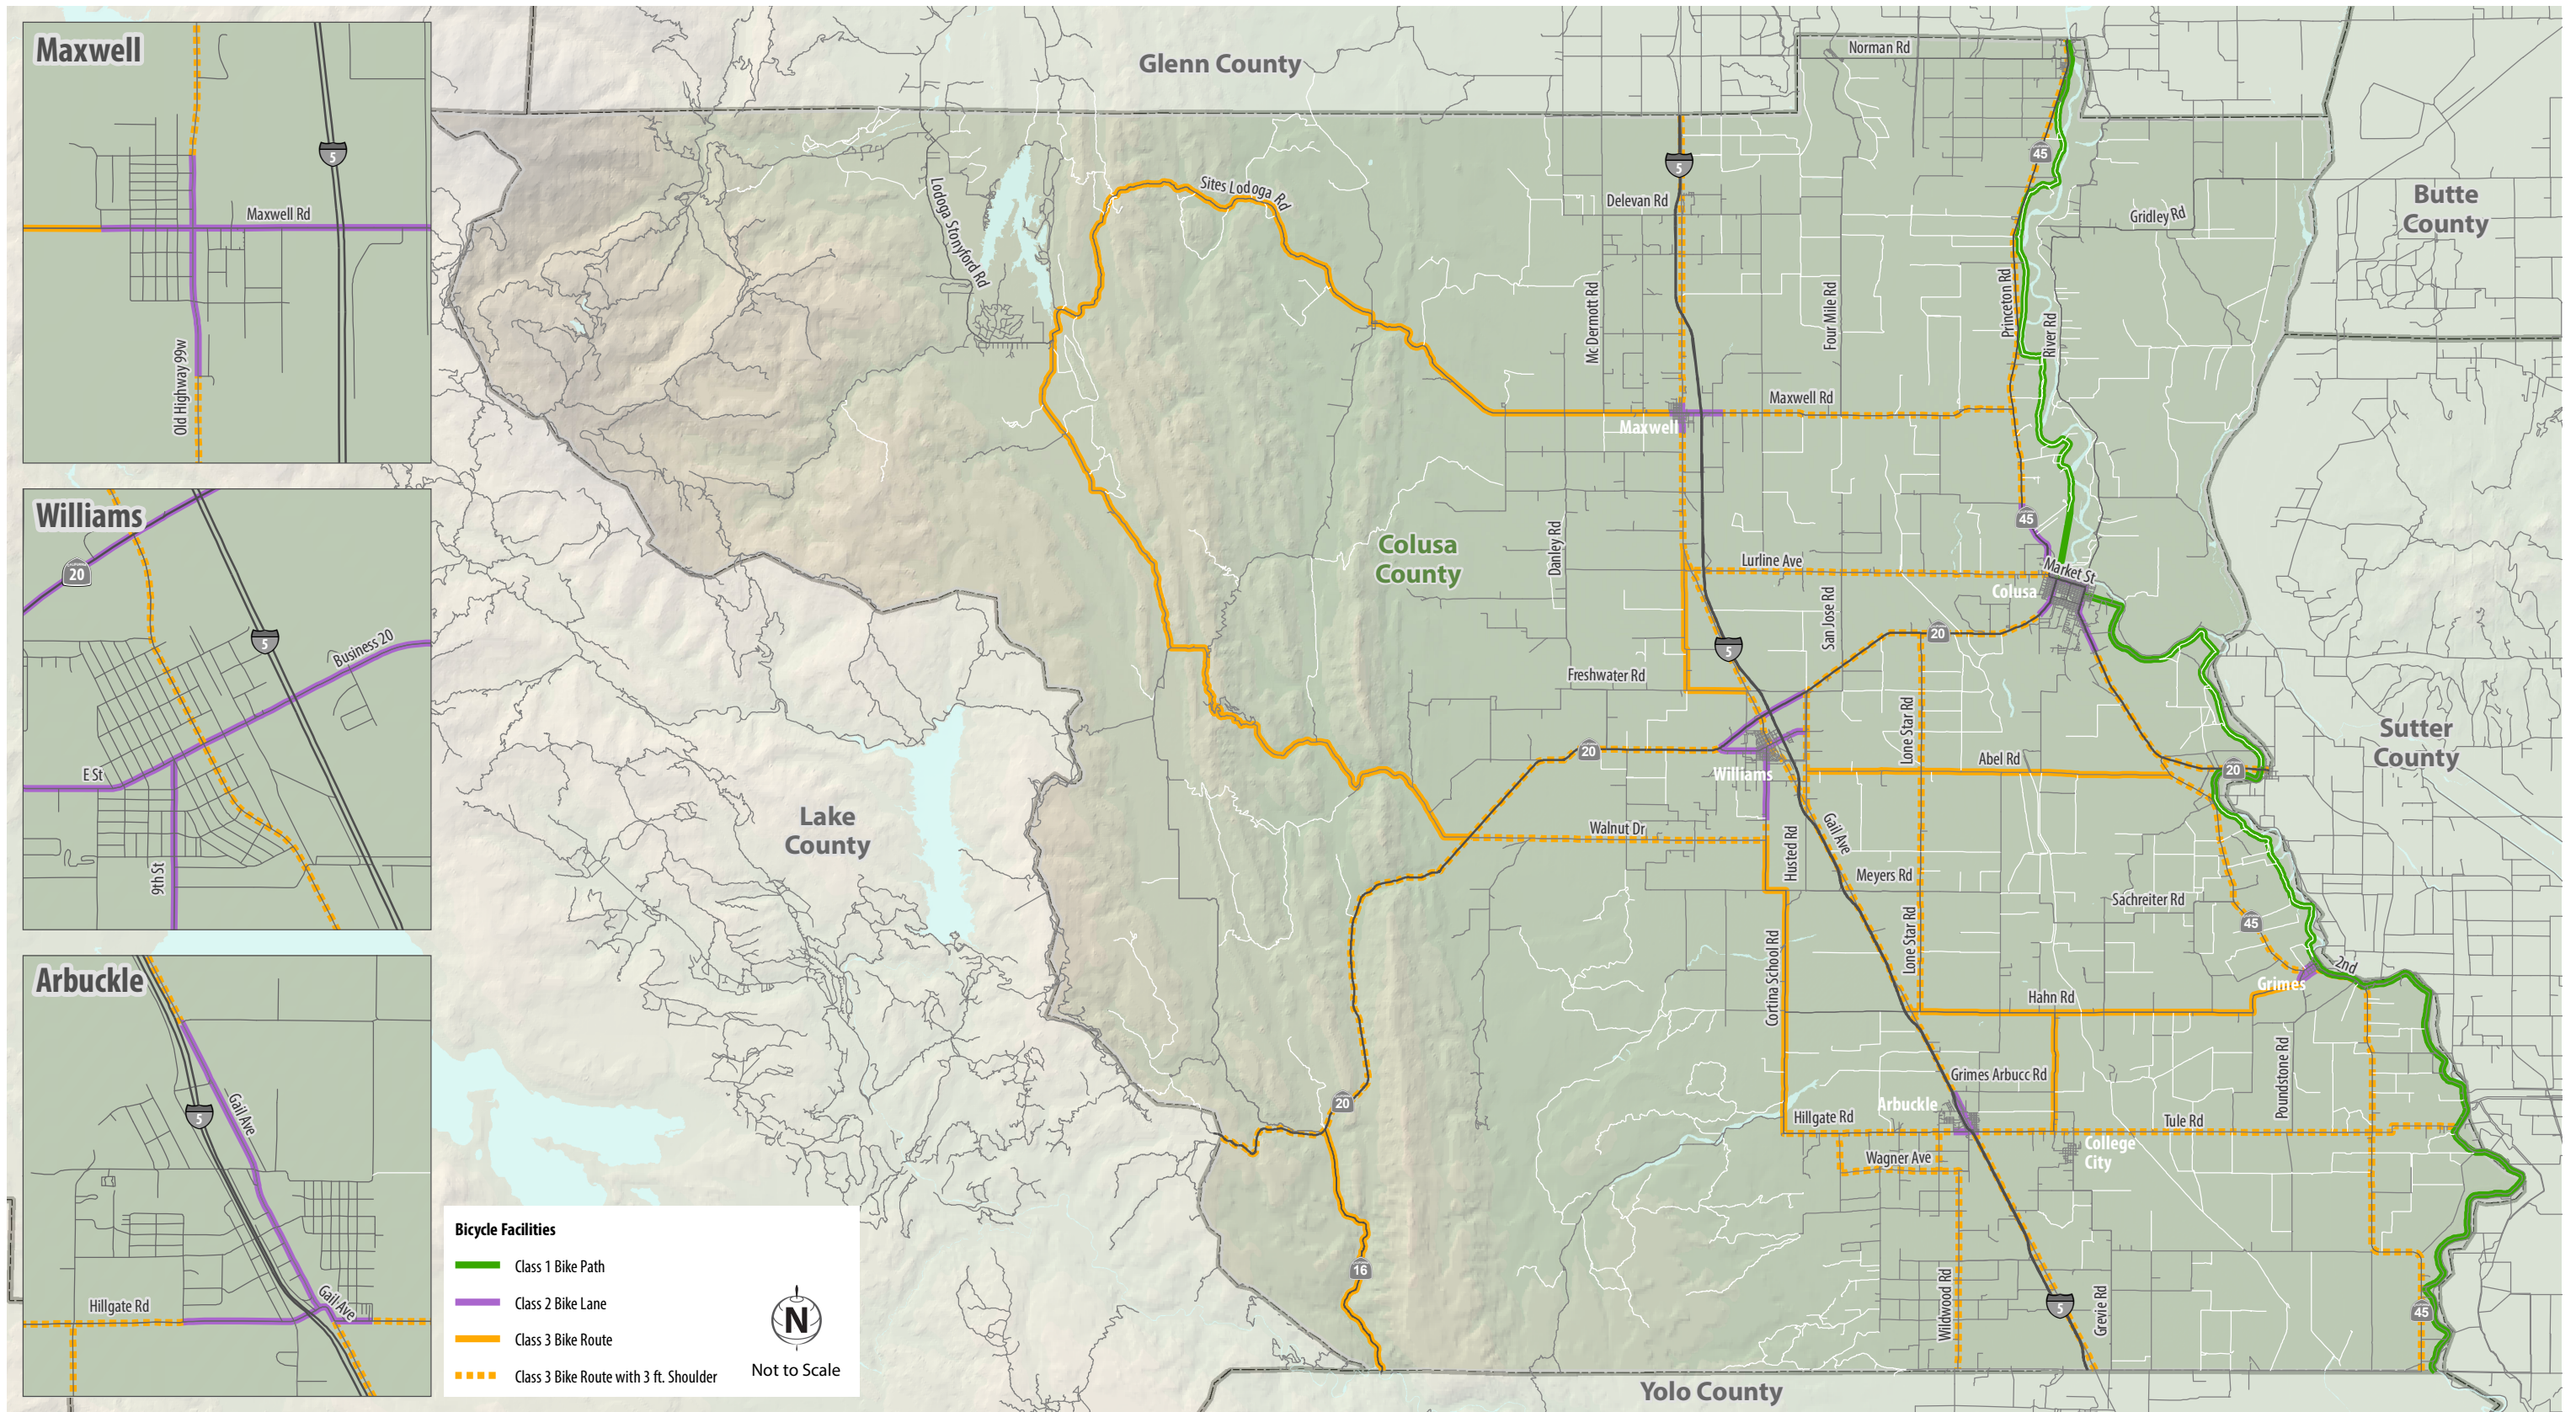 Maxwell
5
Maxwell Rd
Old Highway 99w
Williams
20
5
Business 20
E St
9th St
Arbuckle
5
Gail Ave
Gail Ave
Hillgate Rd
Glenn County
Norman Rd
45
5
Delevan Rd
Sites Lodoga Rd
Lodoga Stonyford Rd
Butte
County
Gridley Rd
Princeton Rd
River Rd
Mc Dermott Rd
Four Mile Rd
Maxwell Rd
Maxwell
45
Colusa
County
Danley Rd
Lurline Ave
Market St
Colusa
San Jose Rd
20
5
Freshwater Rd
Lone Star Rd
Sutter
County
20
Abel Rd
20
Williams
Lake
County
Walnut Dr
Husted Rd
Gail Ave
Meyers Rd
Sachreiter Rd
45
Cortina School Rd
Lone Star Rd
2nd
Grimes
Hahn Rd
Poundstone Rd
Grimes Arbucc Rd
20
Arbuckle
Hillgate Rd
Tule Rd
College
City
Wagner Ave
16
Wildwood Rd
5
Grevie Rd
45
Yolo County
Bicycle Facilities
Class 1 Bike Path
Class 2 Bike Lane
Class 3 Bike Route
Class 3 Bike Route with 3 ft. Shoulder
N
Not to Scale